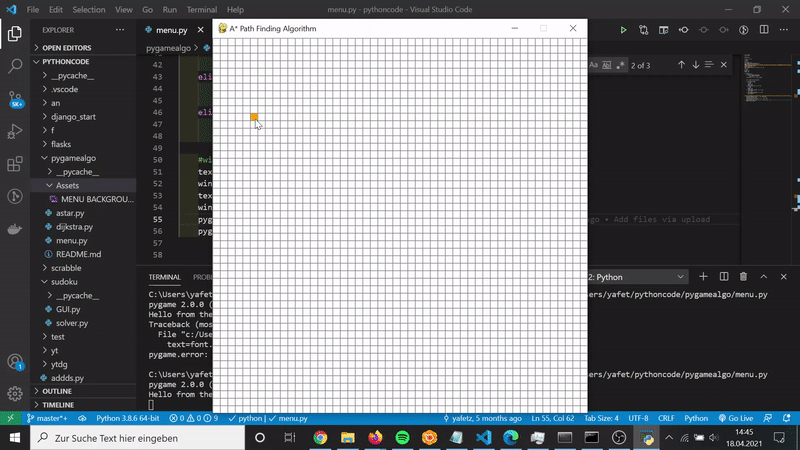 File Edit Selection View Go Run Terminal Help
menu.py - pythoncode - Visual Studio Code
A* Path Finding Algorithm
EXPLORER
menu.py
OPEN EDITORS
PYTHONCODE
__pycache__
.vscode
an
django_start
f
flasks
pygamealgo
__pycache__
Assets
MENU BACKGROU...
astar.py
dijkstra.py
menu.py
README.md
scrabble
sudoku
__pycache__
GUI.py
solver.py
test
yt
ytdg
addds.py
OUTLINE
TIMELINE
5K+
1
pygamealgo
42
43 eli
44
45
46 eli
47
48
49
50 #wi
51 tex
52 win
53 tex
54 win
55 pyg
56 pyg
57
58
Aa Ab 2 of 3
go • Add files via upload
TERMINAL PROB
2: Python
C:\Users\yafet
ers/yafet/pythoncode/pygamealgo/menu.py
pygame 2.0.0 (
Hello from the
Traceback (mos
File "c:/Use
text=font.
pygame.error:
C:\Users\yafet
ers/yafet/pythoncode/pygamealgo/menu.py
pygame 2.0.0 (
Hello from the
master*+ Python 3.8.6 64-bit 0 0 9 python | menu.py yafetz, 5 months ago Ln 55, Col 62 Tab Size: 4 UTF-8 CRLF Python Go Live
Zur Suche Text hier eingeben
14:45
18.04.2021